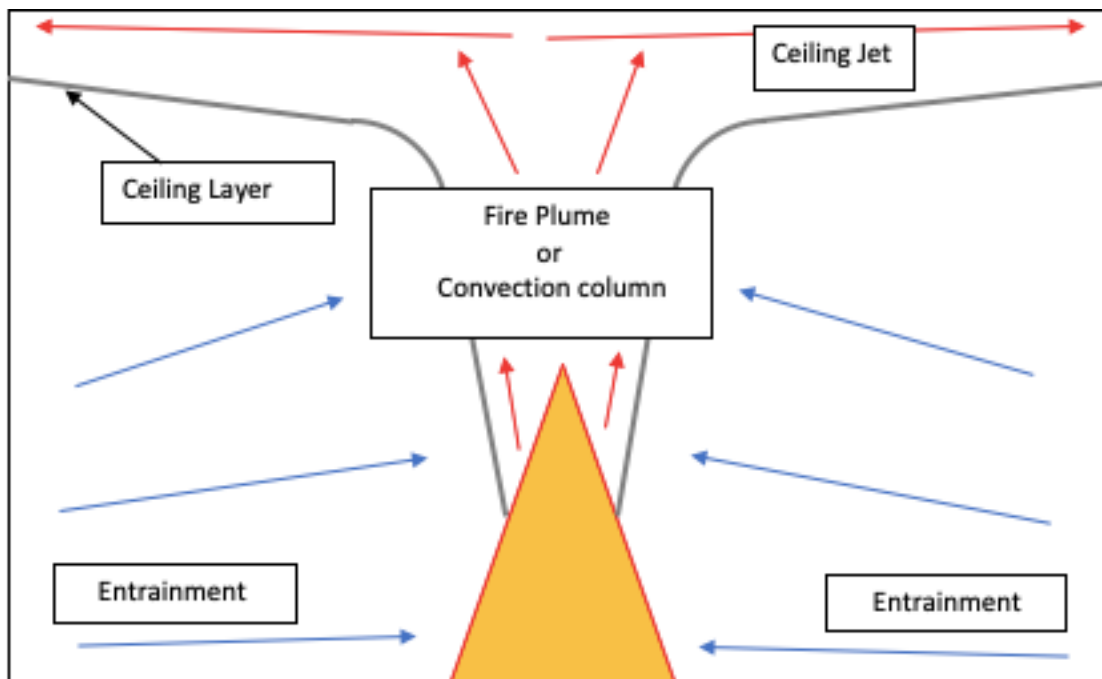 Ceiling Jet
Ceiling Layer
Fire Plume
or
Convection column
Entrainment
Entrainment